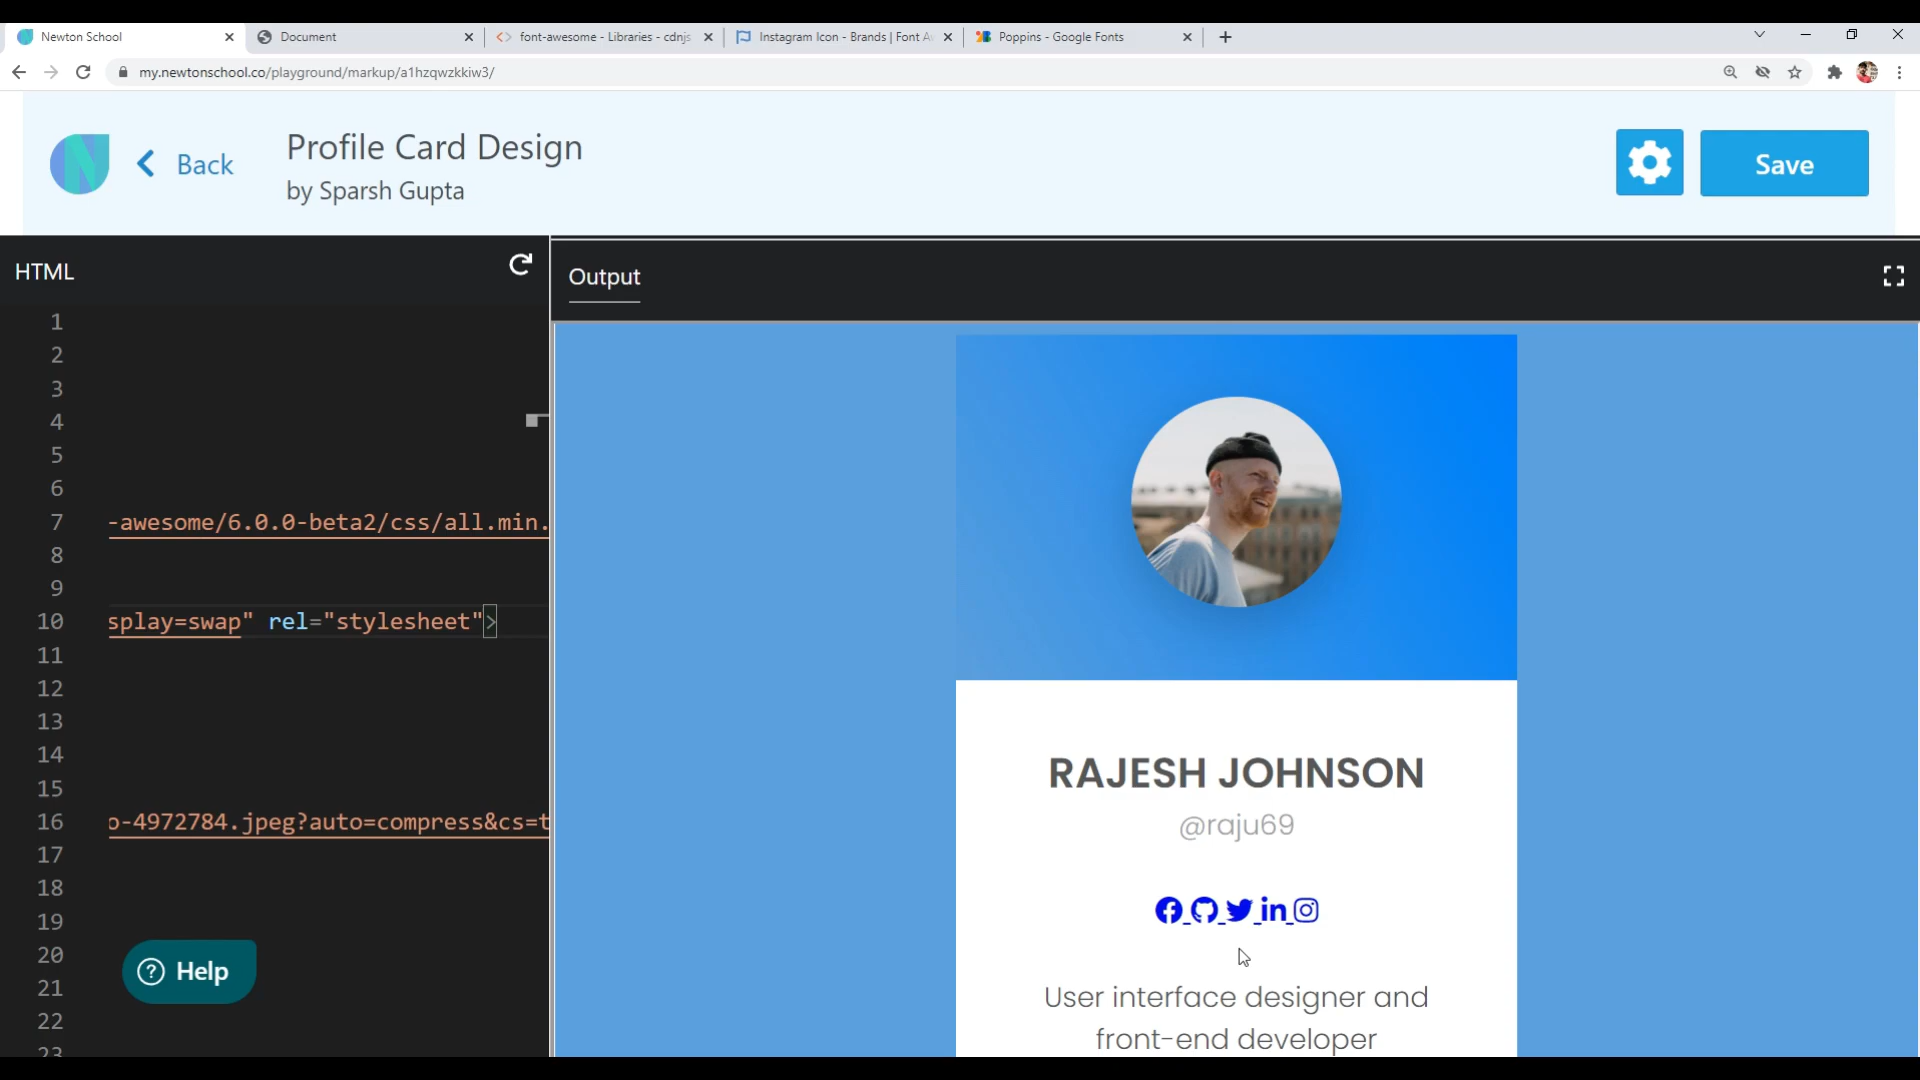 Newton School
Document
font-awesome - Libraries - cdnjs
Instagram Icon - Brands | Font A
Poppins - Google Fonts
my.newtonschool.co/playground/markup/a1hzqwzkkiw3/
Back
Profile Card Design
by Sparsh Gupta
Save
HTML
Output
1
2
3
4
5
6
7 -awesome/6.0.0-beta2/css/all.min.
8
9
10 splay=swap" rel="stylesheet">
11
12
13
14
15
16 o-4972784.jpeg?auto=compress&cs=t
17
18
19
20
21
22
23
Help
RAJESH JOHNSON
@raju69
User interface designer and
front-end developer